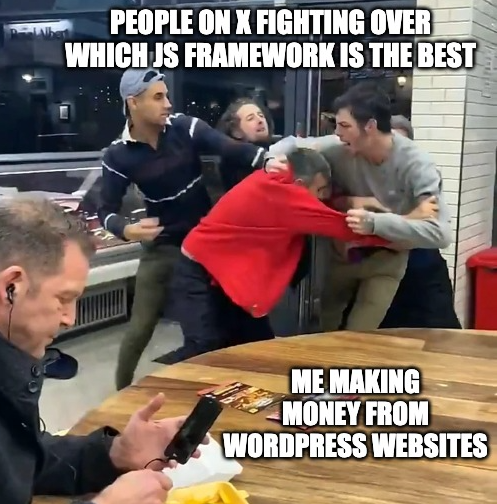 PEOPLE ON X FIGHTING OVER
WHICH JS FRAMEWORK IS THE BEST
ME MAKING
MONEY FROM
WORDPRESS WEBSITES